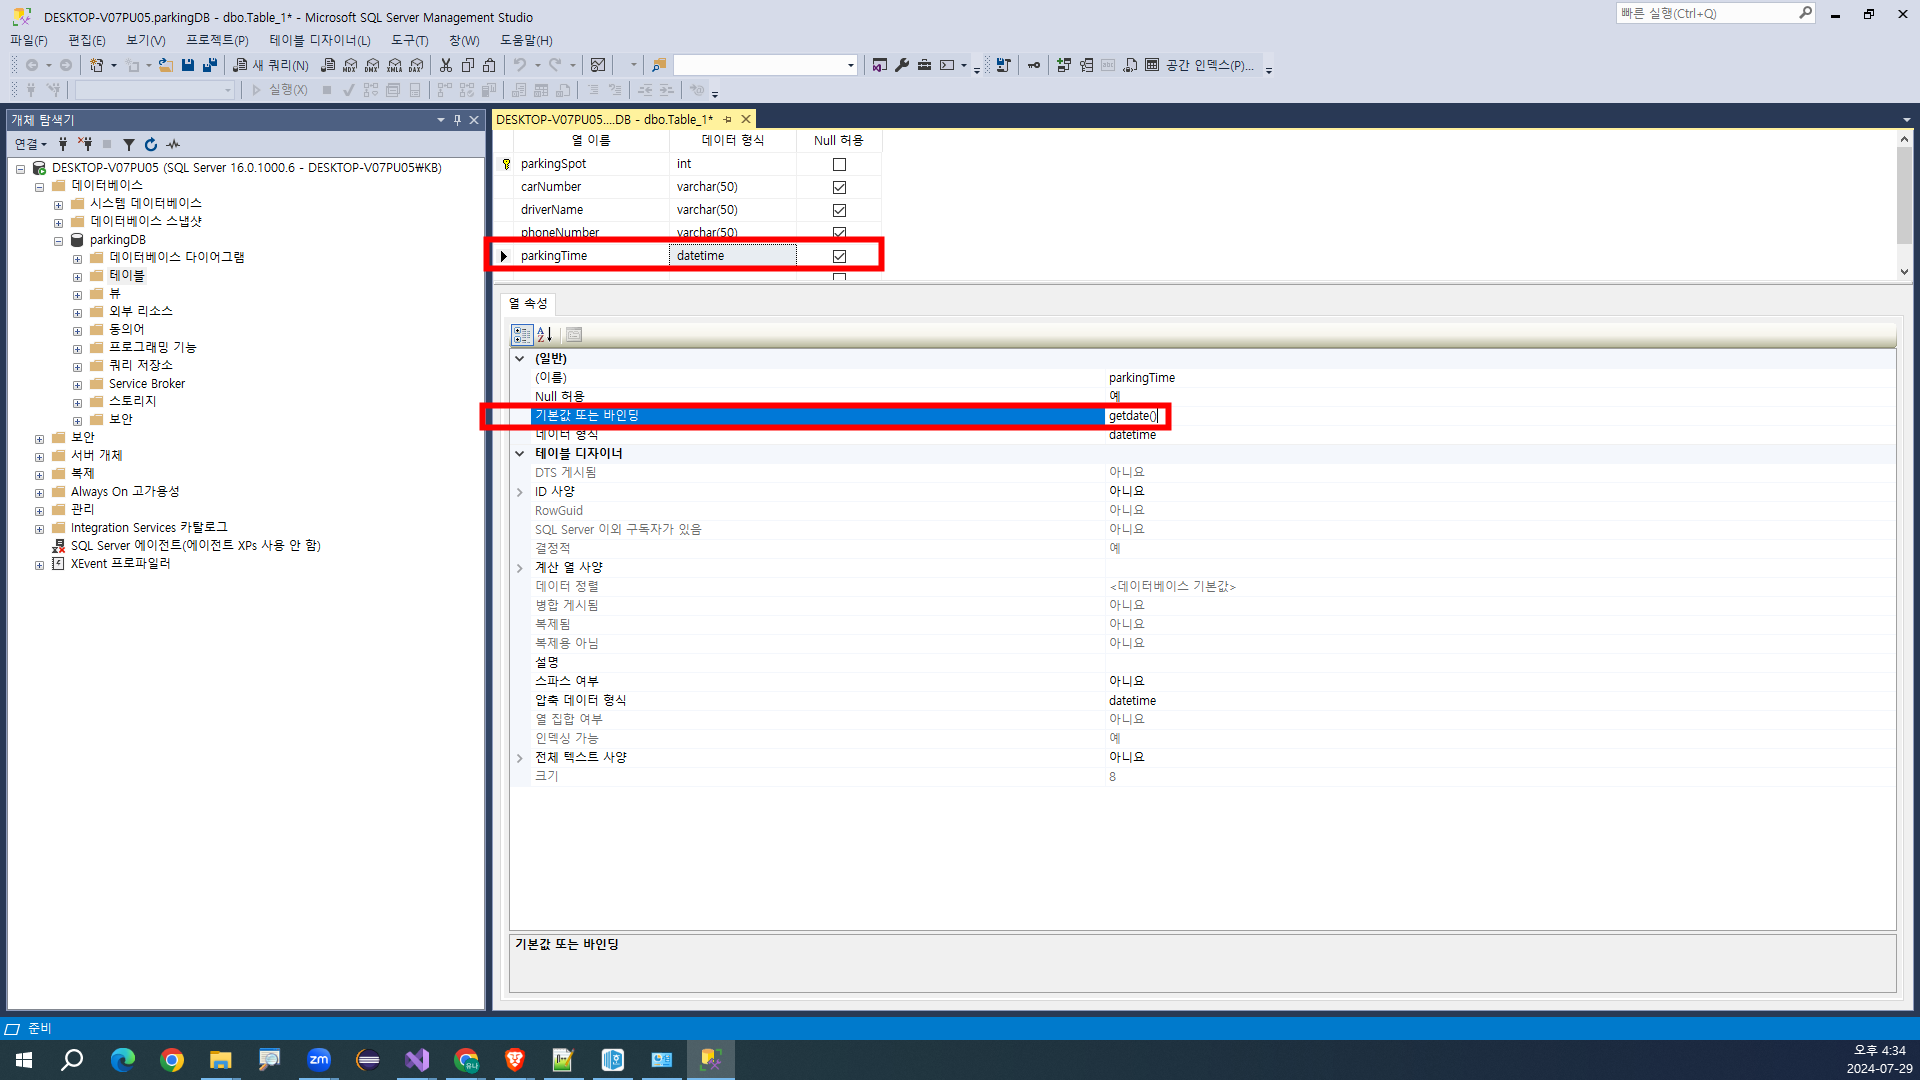 DESKTOP-V07PU05.parkingDB - dbo.Table_1* - Microsoft SQL Server Management Studio
빠른 실행(Ctrl+Q)
파일(F) 편집(E) 보기(V) 프로젝트(P) 테이블 디자이너(L) 도구(T) 창(W) 도움말(H)
새 쿼리(N) MDX DMX XMLA DAX 공간 인덱스(P)...
실행(X)
개체 탐색기
연결
DESKTOP-V07PU05 (SQL Server 16.0.1000.6 - DESKTOP-V07PU05₩KB)
데이터베이스
시스템 데이터베이스
데이터베이스 스냅샷
parkingDB
데이터베이스 다이어그램
테이블
뷰
외부 리소스
동의어
프로그래밍 기능
쿼리 저장소
Service Broker
스토리지
보안
보안
서버 개체
복제
Always On 고가용성
관리
Integration Services 카탈로그
SQL Server 에이전트(에이전트 XPs 사용 안 함)
XEvent 프로파일러
DESKTOP-V07PU05....DB - dbo.Table_1*
열 이름 데이터 형식 Null 허용
parkingSpot int
carNumber varchar(50)
driverName varchar(50)
phoneNumber varchar(50)
parkingTime datetime
열 속성
(일반)
(이름) parkingTime
Null 허용 예
기본값 또는 바인딩 getdate()
데이터 형식 datetime
테이블 디자이너
DTS 게시됨 아니요
ID 사양 아니요
RowGuid 아니요
SQL Server 이외 구독자가 있음 아니요
결정적 예
계산 열 사양
데이터 정렬 <데이터베이스 기본값>
병합 게시됨 아니요
복제됨 아니요
복제용 아님 아니요
설명
스파스 여부 아니요
압축 데이터 형식 datetime
열 집합 여부 아니요
인덱싱 가능 예
전체 텍스트 사양 아니요
크기 8
기본값 또는 바인딩
준비
zm
유나
오후 4:34
2024-07-29